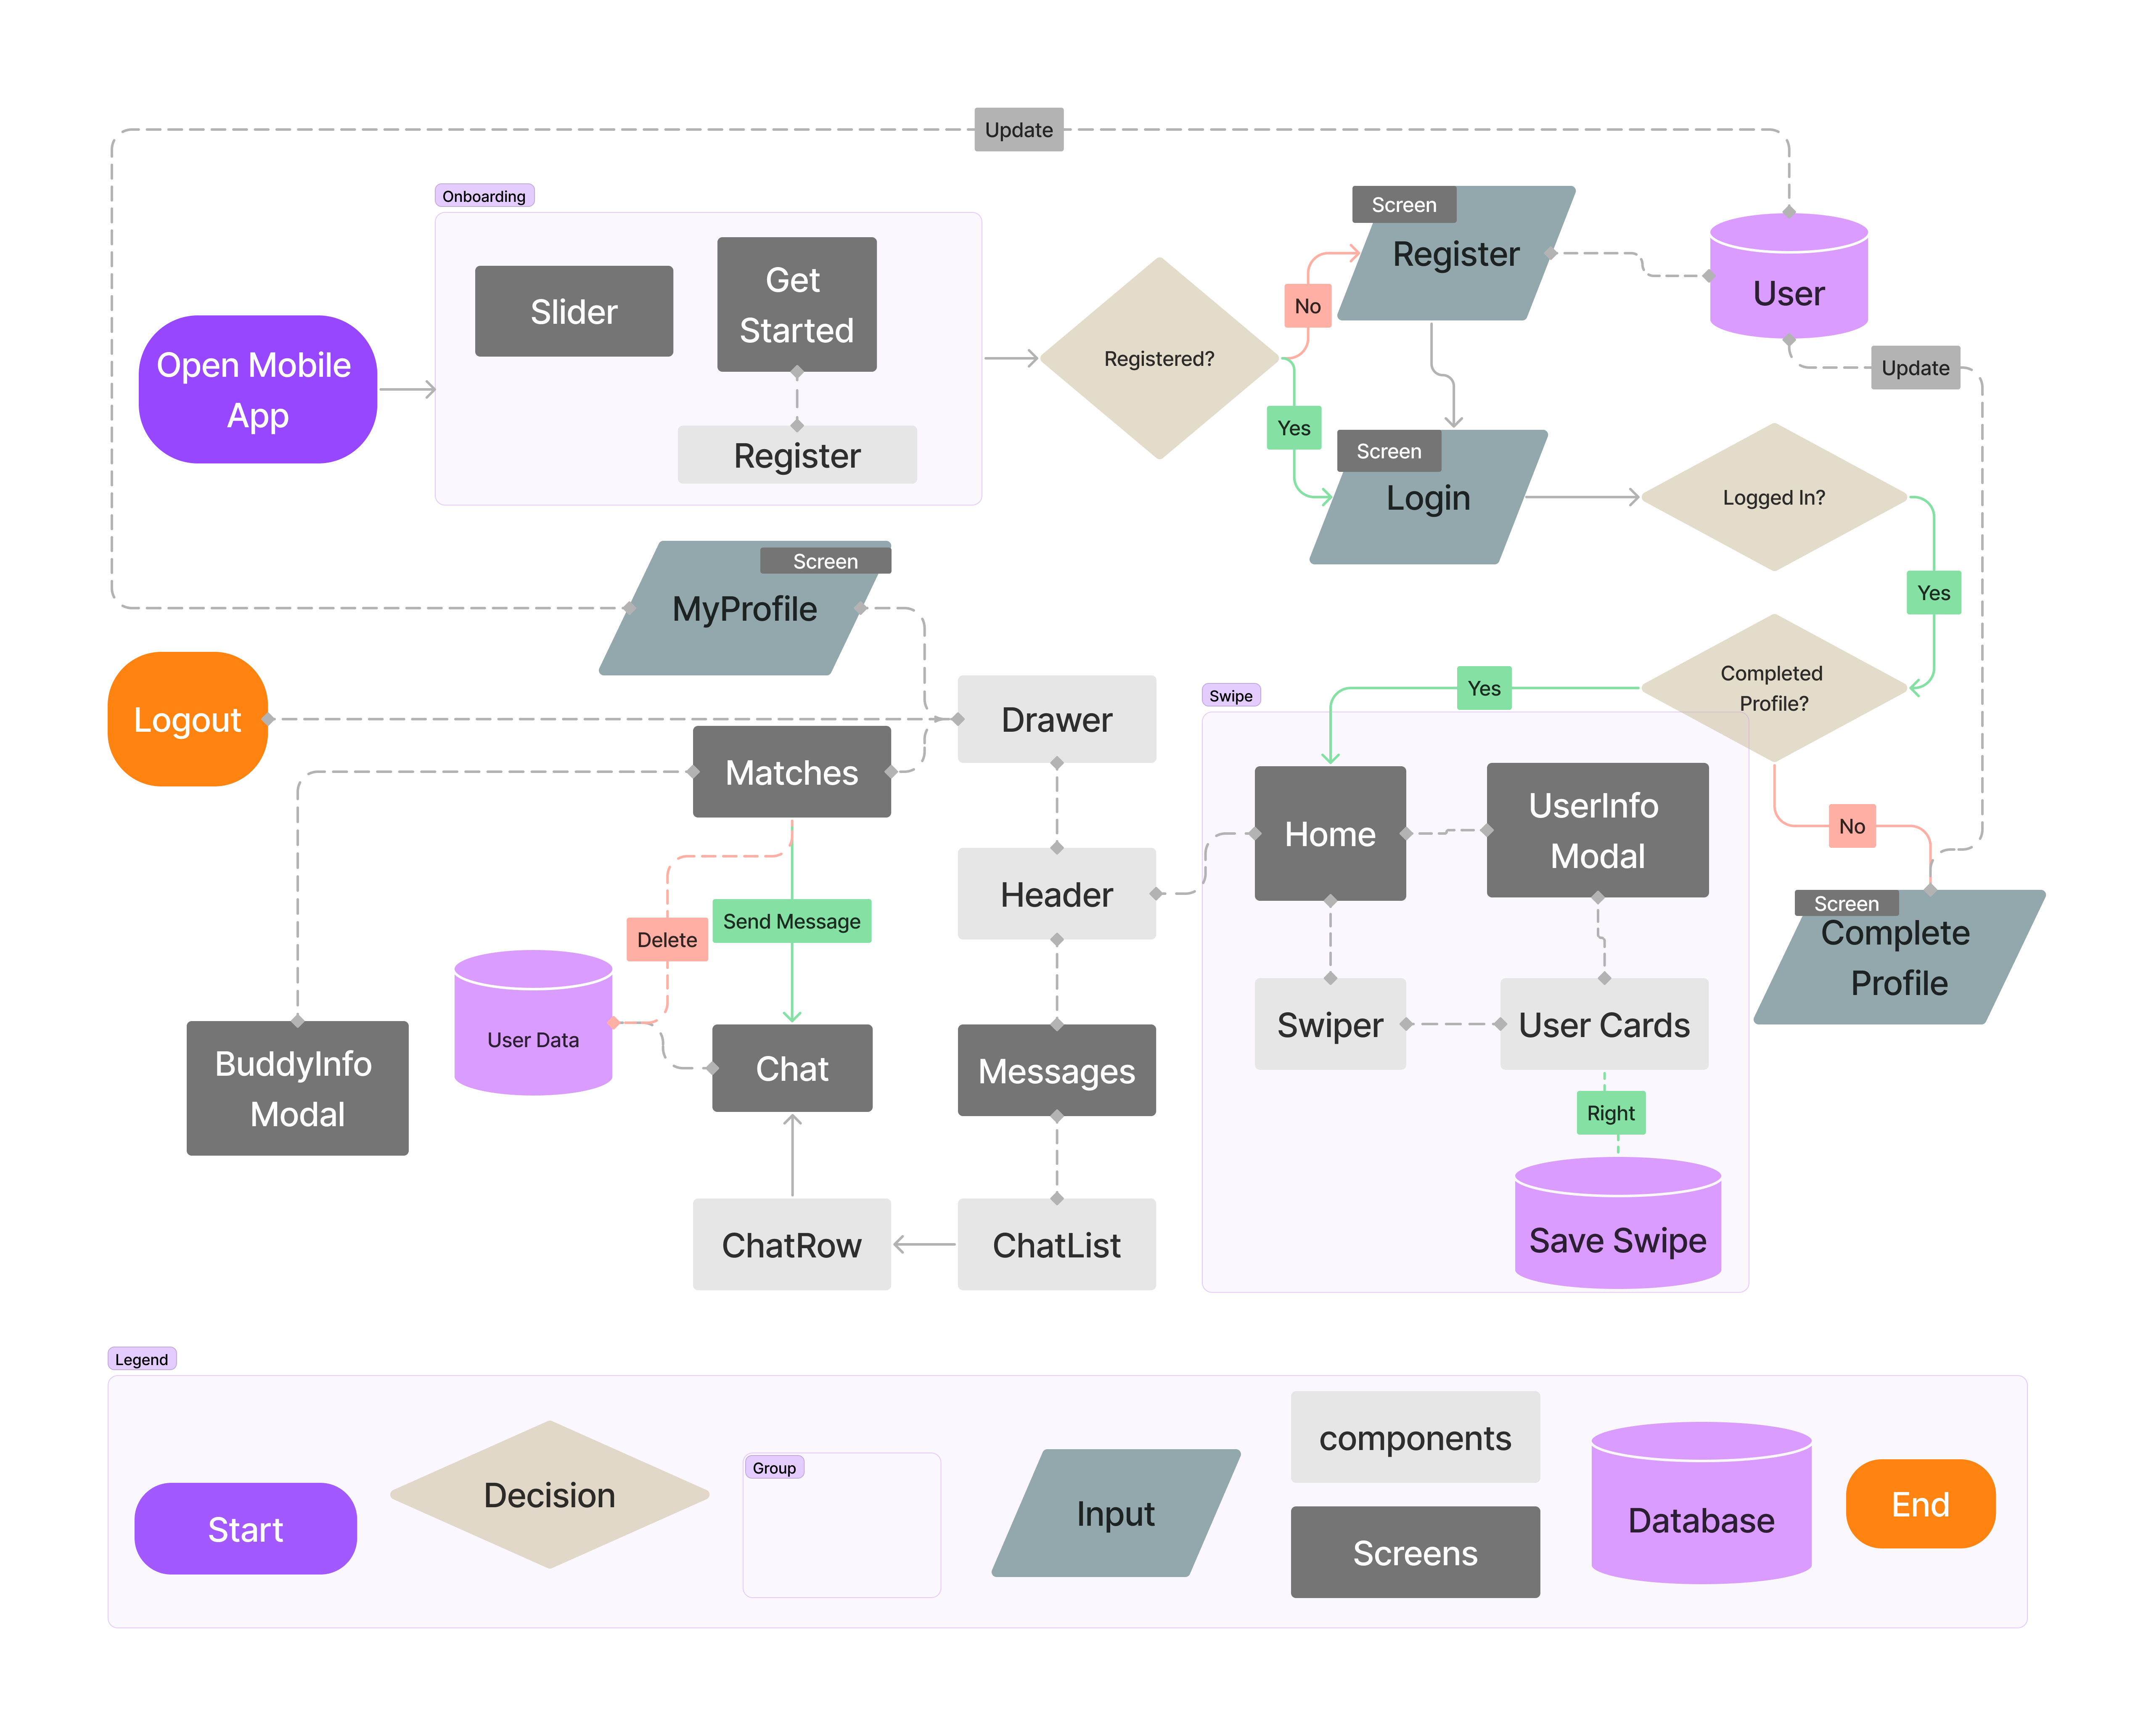 Update
Onboarding
Slider
Get
Started
Register
Open Mobile
App
Registered?
No
Yes
Screen
Register
User
Update
Screen
Login
Logged In?
Yes
Screen
MyProfile
Logout
Drawer
Matches
Completed
Profile?
Yes
No
Swipe
Home
UserInfo
Modal
Header
Send Message
Delete
Screen
Complete
Profile
User Data
BuddyInfo
Modal
Chat
Messages
Swiper
User Cards
Right
Save Swipe
ChatRow
ChatList
Legend
Start
Decision
Group
Input
components
Screens
Database
End